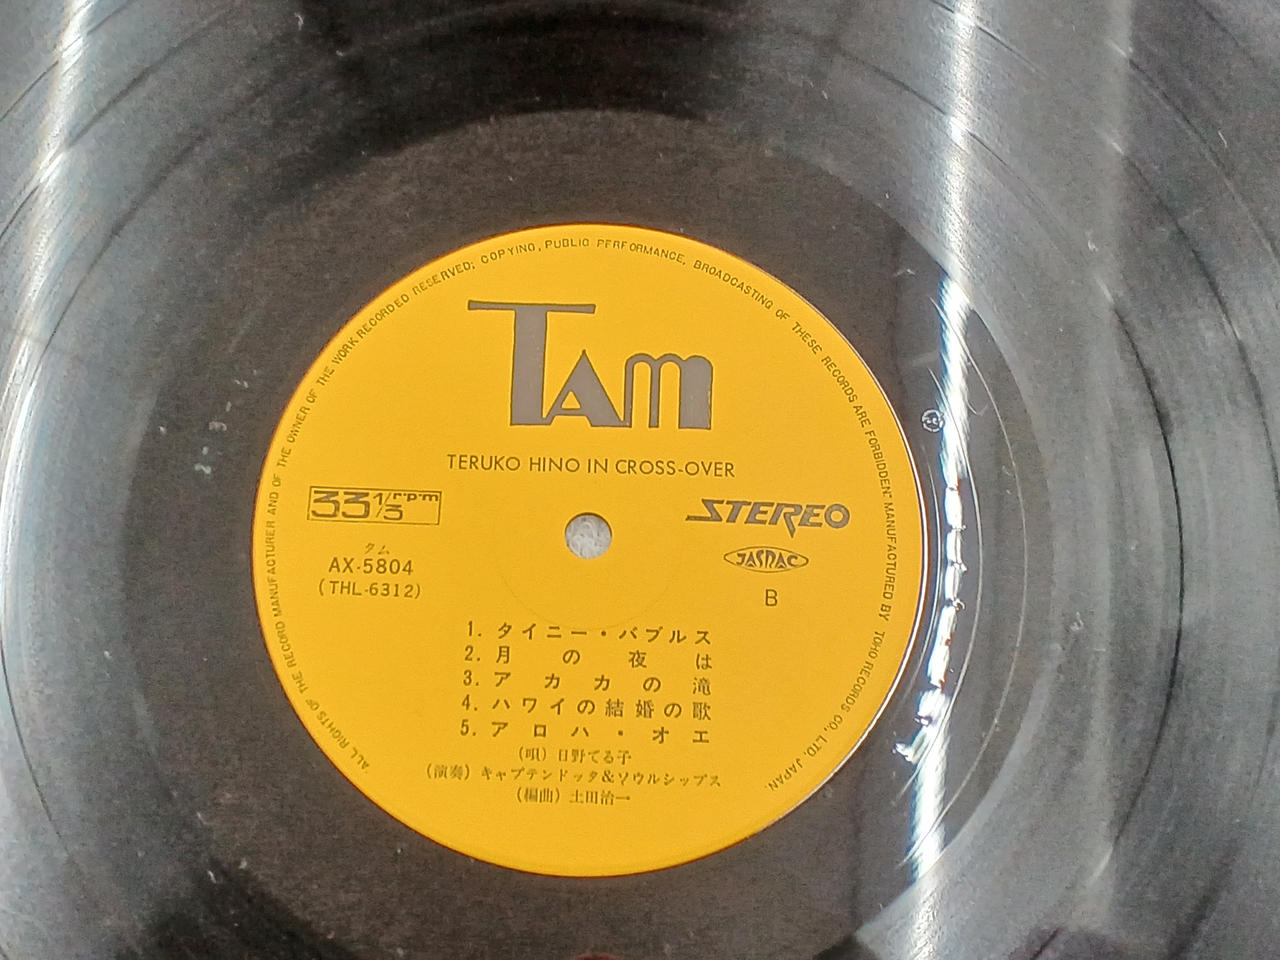 "ALL RIGHTS OF THE RECORD MANUFACTURER AND OF THE OWNER OF THE WORK RECORDED RESERVED; COPYING, PUBLIC PERFORMANCE, BROADCASTING OF THESE RECORDS ARE FORBIDDEN." MANUFACTURED BY TOHO RECORDS CO., LTD. JAPAN.
TAM
TERUKO HINO IN CROSS-OVER
33 1/3 rpm
STEREO
タム
AX-5804
(THL-6312)
JASRAC
B
1. タイニー・バブルス
2. 月の夜は
3. アカカの滝
4. ハワイの結婚の歌
5. アロハ・オエ
(唄) 日野てる子
(演奏) キャプテンドッタ&ソウルシップス
(編曲) 土田治一